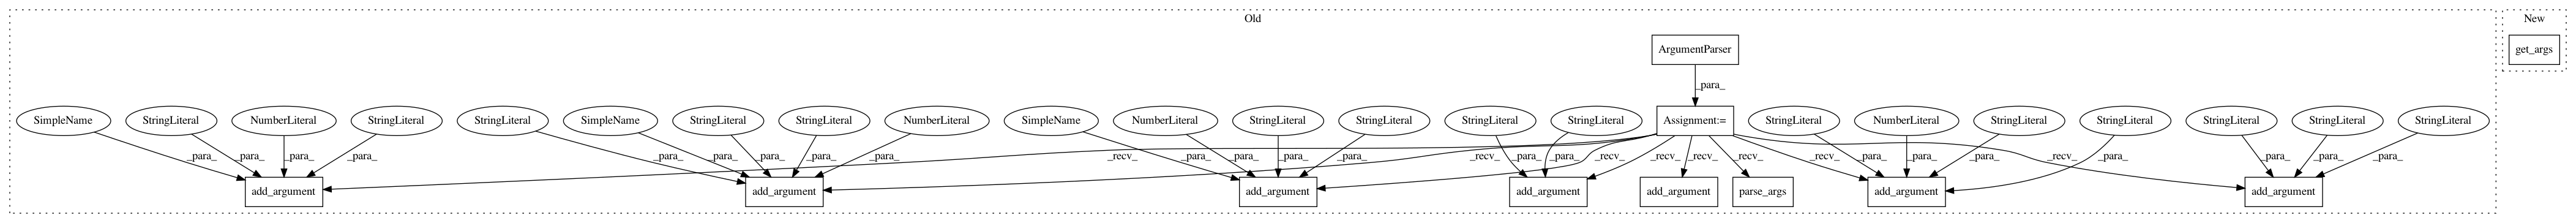 Old
New
ArgumentParser
get_args
_para_
SimpleName
StringLiteral
NumberLiteral
StringLiteral
StringLiteral
SimpleName
StringLiteral
StringLiteral
NumberLiteral
SimpleName
NumberLiteral
StringLiteral
StringLiteral
StringLiteral
StringLiteral
Assignment:=
StringLiteral
NumberLiteral
StringLiteral
StringLiteral
StringLiteral
StringLiteral
StringLiteral
_para_
_para_
_para_
_para_
_para_
_para_
_para_
_para_
_para_
_recv_
_para_
_para_
_para_
_para_
_recv_
_para_
_para_
_recv_
_recv_
_recv_
_recv_
_recv_
_para_
_para_
_para_
_para_
_recv_
_para_
_para_
_para_
add_argument
add_argument
add_argument
add_argument
add_argument
parse_args
add_argument
add_argument